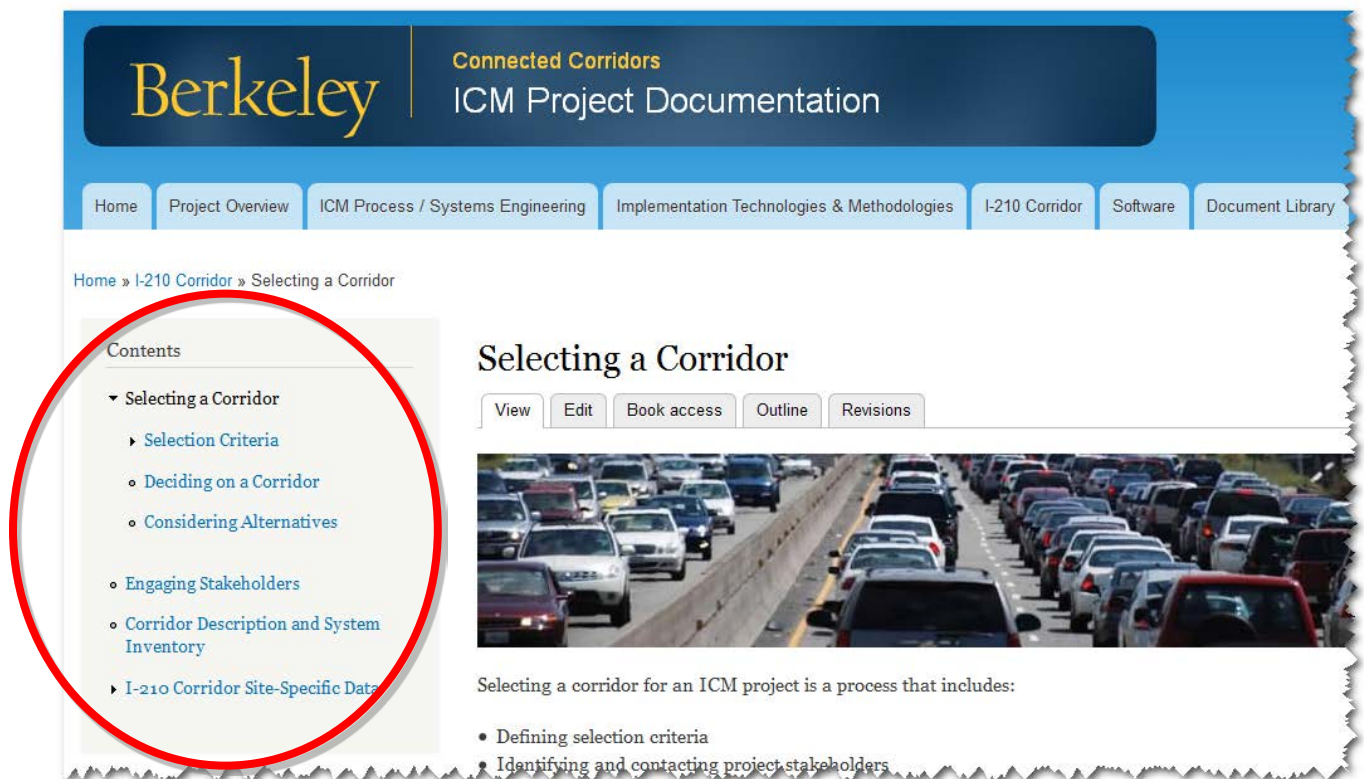 Berkeley
Connected Corridors
ICM Project Documentation
Home
Project Overview
ICM Process / Systems Engineering
Implementation Technologies & Methodologies
I-210 Corridor
Software
Document Library
Home » I-210 Corridor » Selecting a Corridor
Contents
Selecting a Corridor
Selection Criteria
Deciding on a Corridor
Considering Alternatives
Engaging Stakeholders
Corridor Description and System
Inventory
I-210 Corridor Site-Specific Data
Selecting a Corridor
View
Edit
Book access
Outline
Revisions
Selecting a corridor for an ICM project is a process that includes:
• Defining selection criteria
• Identifying and contacting project stakeholders